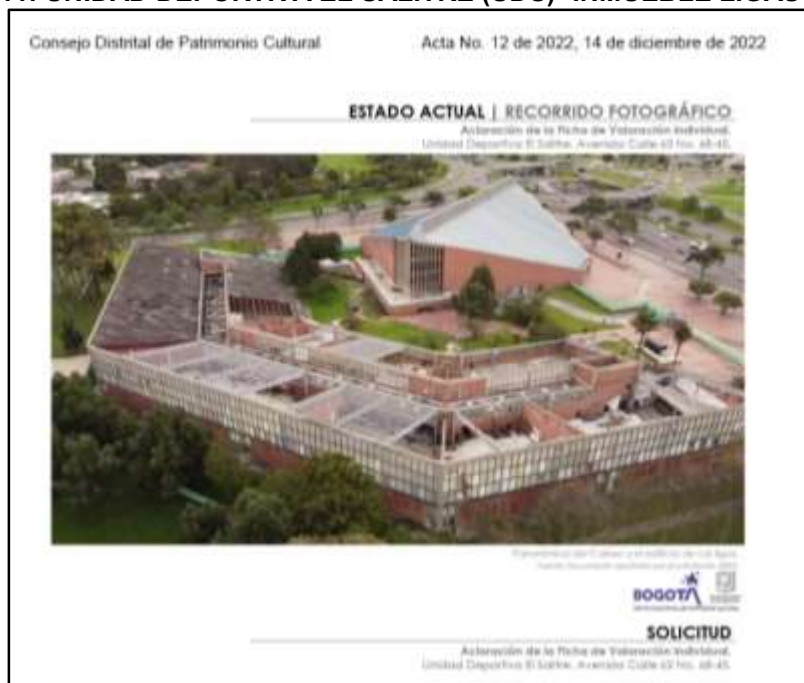 UNIDAD DEPORTIVA EL SALITRE (UDS)- INMUEBLE LIGAS
Consejo Distrital de Patrimonio Cultural Acta No. 12 de 2022, 14 de diciembre de 2022
ESTADO ACTUAL | RECORRIDO FOTOGRÁFICO
Aclaración de la Ficha de Valoración Individual.
Unidad Deportiva El Salitre. Avenida Calle 63 No. 68-45.
BOGOTÁ
SOLICITUD
Aclaración de la Ficha de Valoración Individual.
Unidad Deportiva El Salitre. Avenida Calle 63 No. 68-45.